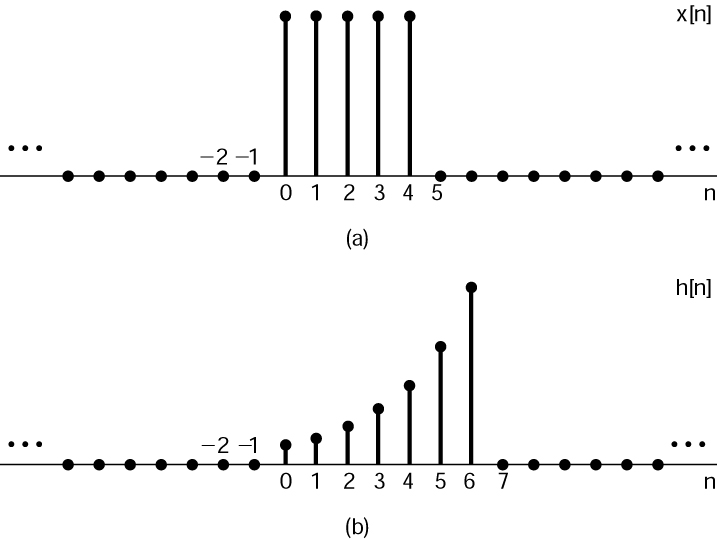 x[n]
... −2 −1 ...
0 1 2 3 4 5 n
(a)
h[n]
... −2 −1 ...
0 1 2 3 4 5 6 7 n
(b)